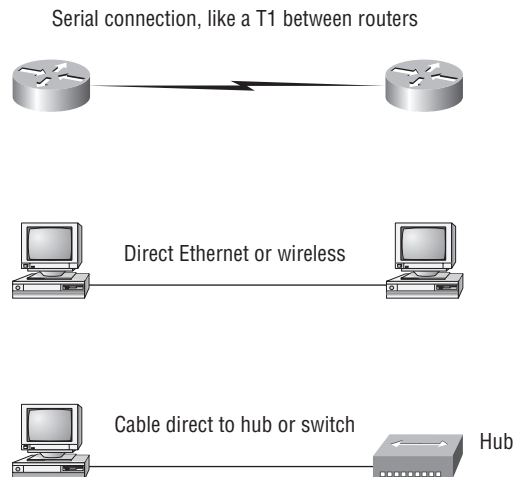 Serial connection, like a T1 between routers
Direct Ethernet or wireless
Cable direct to hub or switch
Hub